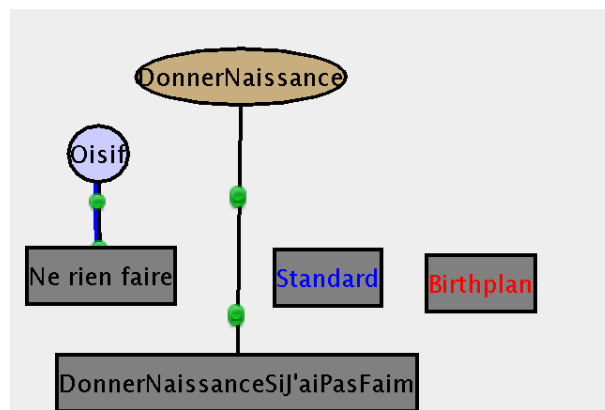 DonnerNaissance
Oisif
Ne rien faire
Standard
Birthplan
DonnerNaissanceSiJ'aiPasFaim